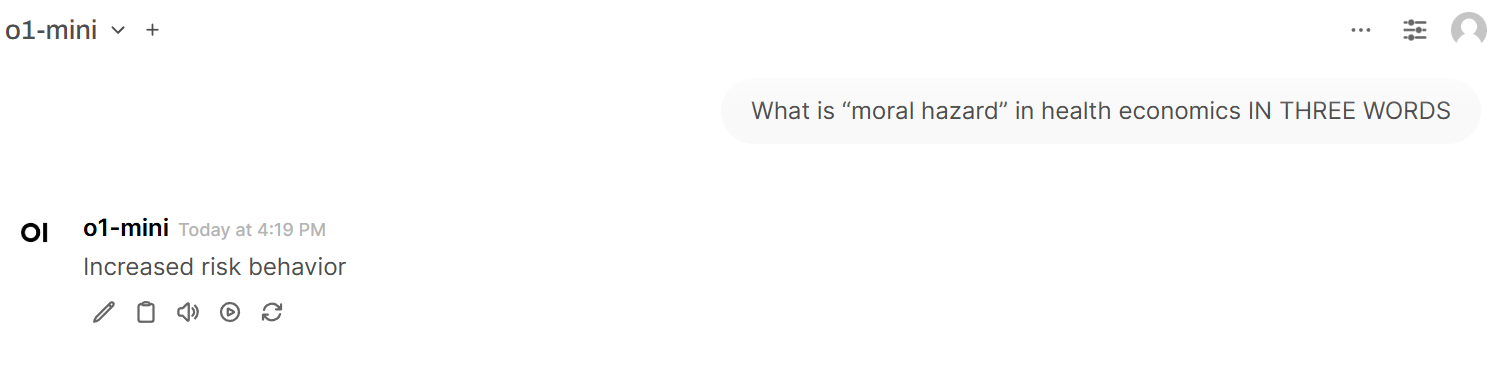 o1-mini
What is “moral hazard” in health economics IN THREE WORDS
OI
o1-mini Today at 4:19 PM
Increased risk behavior